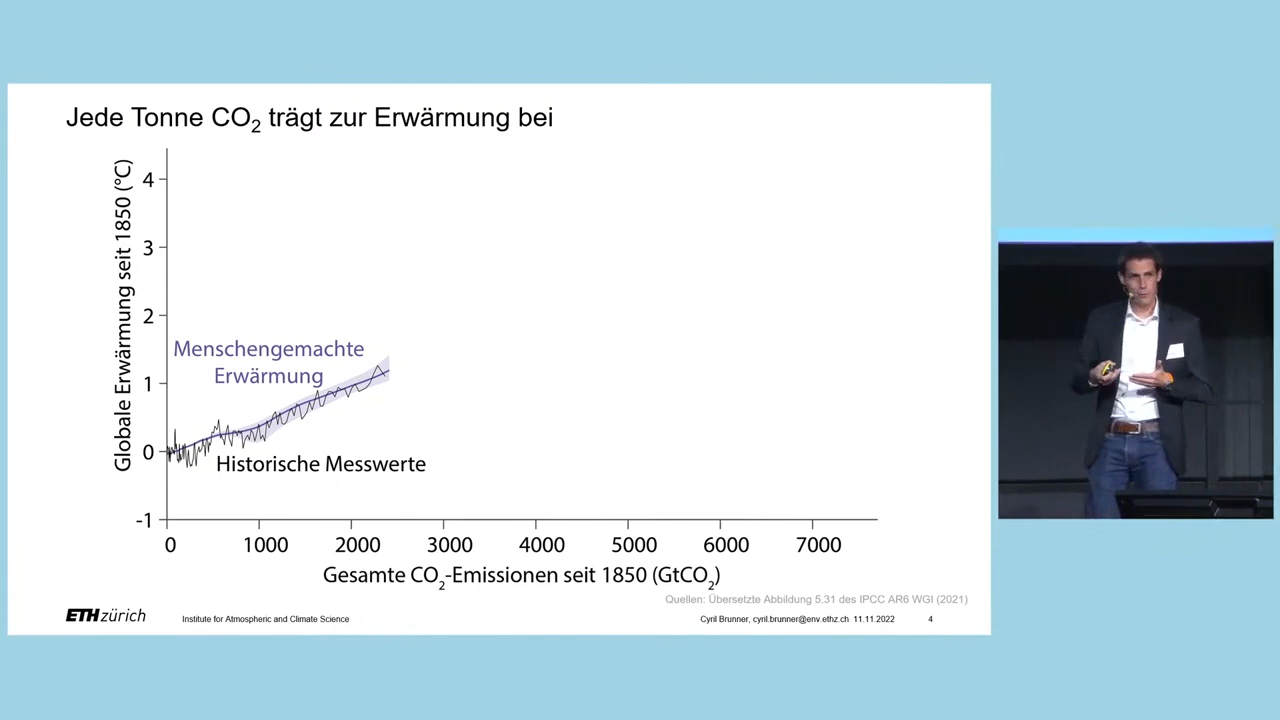 Jede Tonne CO2 trägt zur Erwärmung bei
Globale Erwärmung seit 1850 (°C)
4
3
2
1
0
-1
Menschengemachte
Erwärmung
Historische Messwerte
0 1000 2000 3000 4000 5000 6000 7000
Gesamte CO2-Emissionen seit 1850 (GtCO2)
Quellen: Übersetzte Abbildung 5.31 des IPCC AR6 WGI (2021)
ETH zürich Institute for Atmospheric and Climate Science Cyril Brunner, cyril.brunner@env.ethz.ch 11.11.2022 4